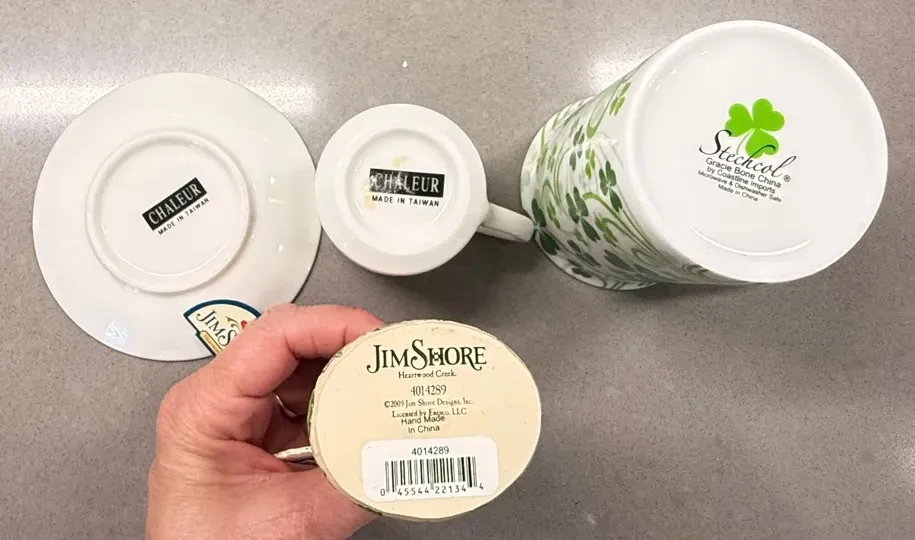 CHALEUR
MADE IN TAIWAN
CHALEUR
MADE IN TAIWAN
Stechcol®
Gracie Bone China
by Coastline Imports
Microwave & Dishwasher Safe
Made in China
JIM S
JIM SHORE
Heartwood Creek.
4014289
©2009 Jim Shore Designs, Inc.
Licensed by Enesco, LLC
Hand Made
In China
4014289
0 45544 22134 4